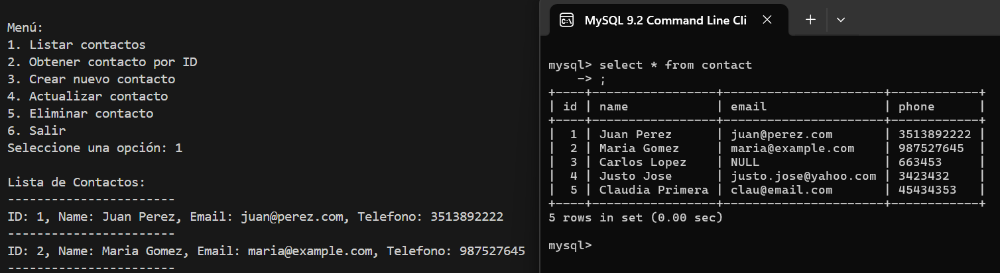 Menú:
1. Listar contactos
2. Obtener contacto por ID
3. Crear nuevo contacto
4. Actualizar contacto
5. Eliminar contacto
6. Salir
Seleccione una opción: 1
Lista de Contactos:
-----------------------
ID: 1, Name: Juan Perez, Email: juan@perez.com, Telefono: 3513892222
-----------------------
ID: 2, Name: Maria Gomez, Email: maria@example.com, Telefono: 987527645
-----------------------
MySQL 9.2 Command Line Cli
mysql> select * from contact
    -> ;
+----+-----------------+----------------------+------------+
| id | name            | email                | phone      |
+----+-----------------+----------------------+------------+
|  1 | Juan Perez      | juan@perez.com       | 3513892222 |
|  2 | Maria Gomez     | maria@example.com    | 987527645  |
|  3 | Carlos Lopez    | NULL                 | 663453     |
|  4 | Justo Jose      | justo.jose@yahoo.com | 3423432    |
|  5 | Claudia Primera | clau@email.com       | 45434353   |
+----+-----------------+----------------------+------------+
5 rows in set (0.00 sec)
mysql>